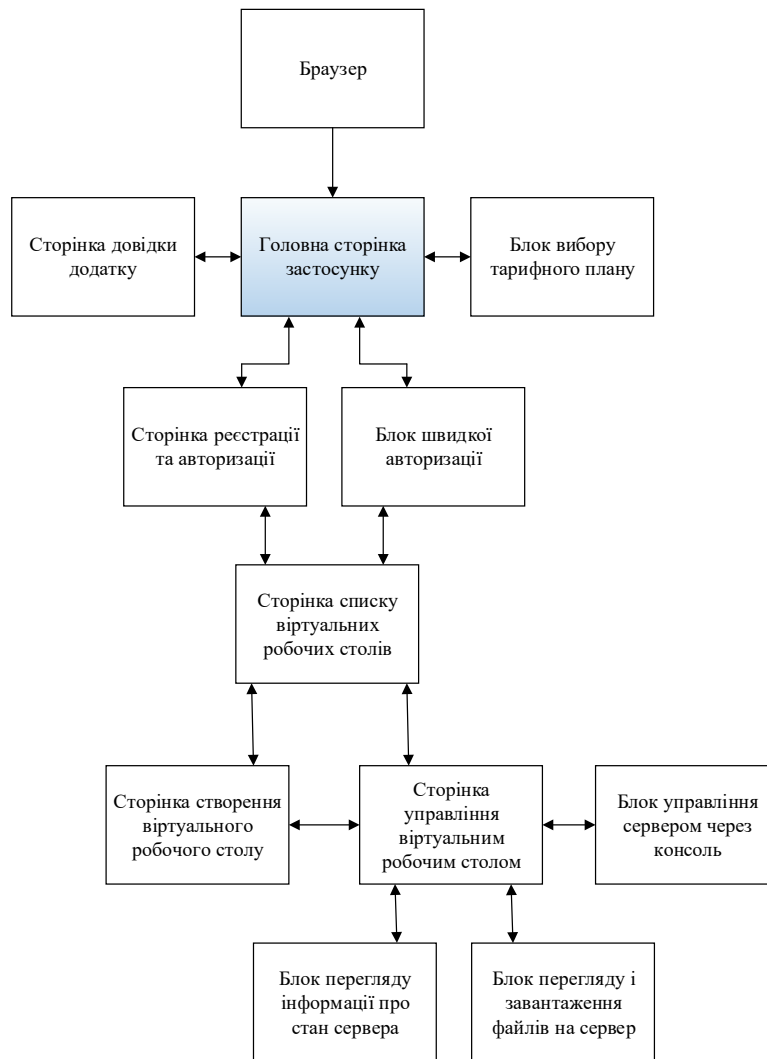 Браузер
Сторінка довідки
додатку
Головна сторінка
застосунку
Блок вибору
тарифного плану
Сторінка реєстрації
та авторизації
Блок швидкої
авторизації
Сторінка списку
віртуальних
робочих столів
Сторінка створення
віртуального
робочого столу
Сторінка
управління
віртуальним
робочим столом
Блок управління
сервером через
консоль
Блок перегляду
інформації про
стан сервера
Блок перегляду і
завантаження
файлів на сервер